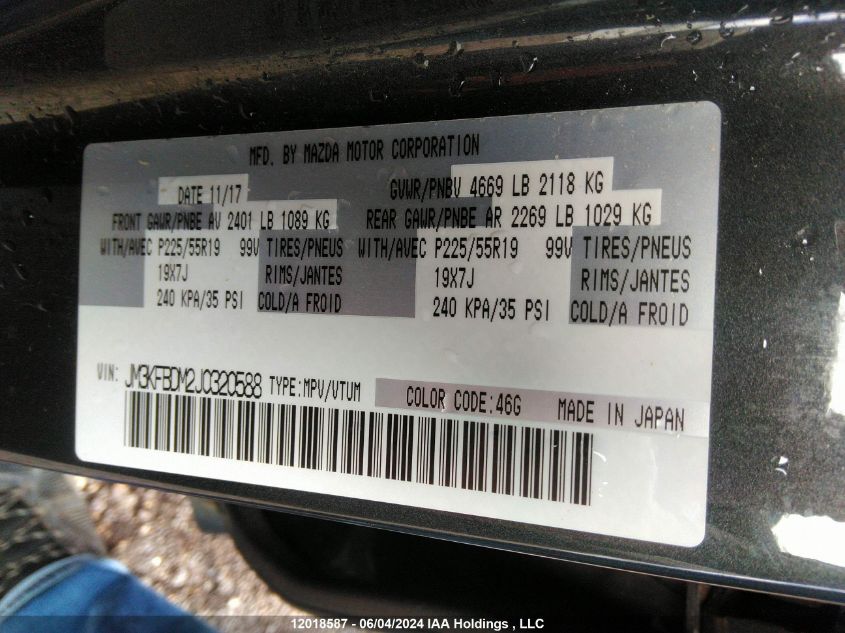 MFD. BY MAZDA MOTOR CORPORATION
DATE 11/17 GVWR/PNBV 4669 LB 2118 KG
FRONT GAWR/PNBE AV 2401 LB 1089 KG REAR GAWR/PNBE AR 2269 LB 1029 KG
WITH/AVEC P225/55R19 99V TIRES/PNEUS WITH/AVEC P225/55R19 99V TIRES/PNEUS
19X7J RIMS/JANTES 19X7J RIMS/JANTES
240 KPA/35 PSI COLD/A FROID 240 KPA/35 PSI COLD/A FROID
VIN: JM3KFBDM2J0320588 TYPE:MPV/VTUM COLOR CODE:46G MADE IN JAPAN
12018587 - 06/04/2024 IAA Holdings , LLC